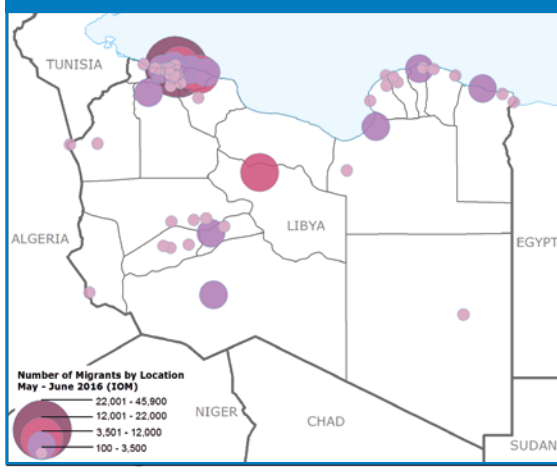 TUNISIA
ALGERIA
LIBYA
EGYPT
NIGER
CHAD
SUDAN
Number of Migrants by Location
May - June 2016 (IOM)
22,001 - 45,900
12,001 - 22,000
3,501 - 12,000
100 - 3,500